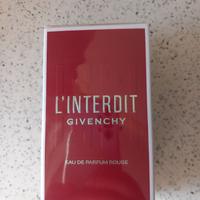 L'INTERDIT
GIVENCHY
EAU DE PARFUM ROUGE